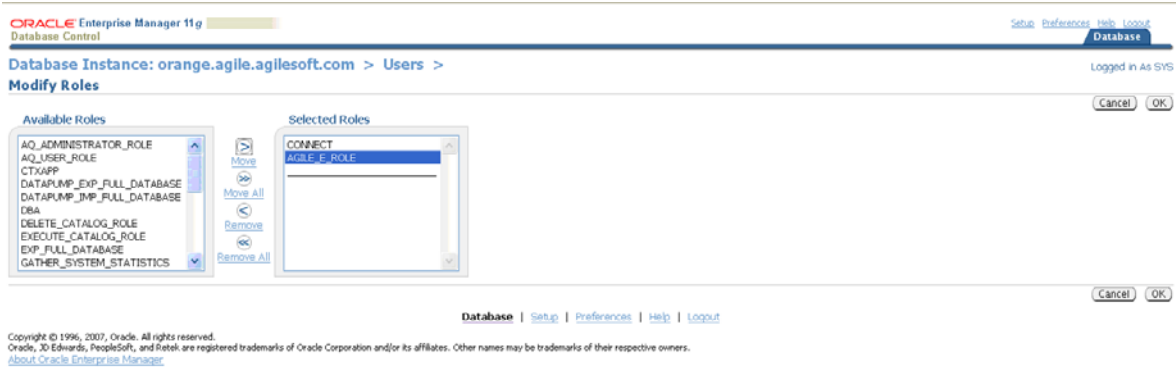 ORACLE Enterprise Manager 11g
Database Control
Setup Preferences Help Logout
Database
Database Instance: orange.agile.agilesoft.com > Users >
Logged in As SYS
Modify Roles
Cancel OK
Available Roles
AQ_ADMINISTRATOR_ROLE
AQ_USER_ROLE
CTXAPP
DATAPUMP_EXP_FULL_DATABASE
DATAPUMP_IMP_FULL_DATABASE
DBA
DELETE_CATALOG_ROLE
EXECUTE_CATALOG_ROLE
EXP_FULL_DATABASE
GATHER_SYSTEM_STATISTICS
Move
Move All
Remove
Remove All
Selected Roles
CONNECT
AGILE_E_ROLE
Cancel OK
Database | Setup | Preferences | Help | Logout
Copyright © 1996, 2007, Oracle. All rights reserved.
Oracle, JD Edwards, PeopleSoft, and Retek are registered trademarks of Oracle Corporation and/or its affiliates. Other names may be trademarks of their respective owners.
About Oracle Enterprise Manager